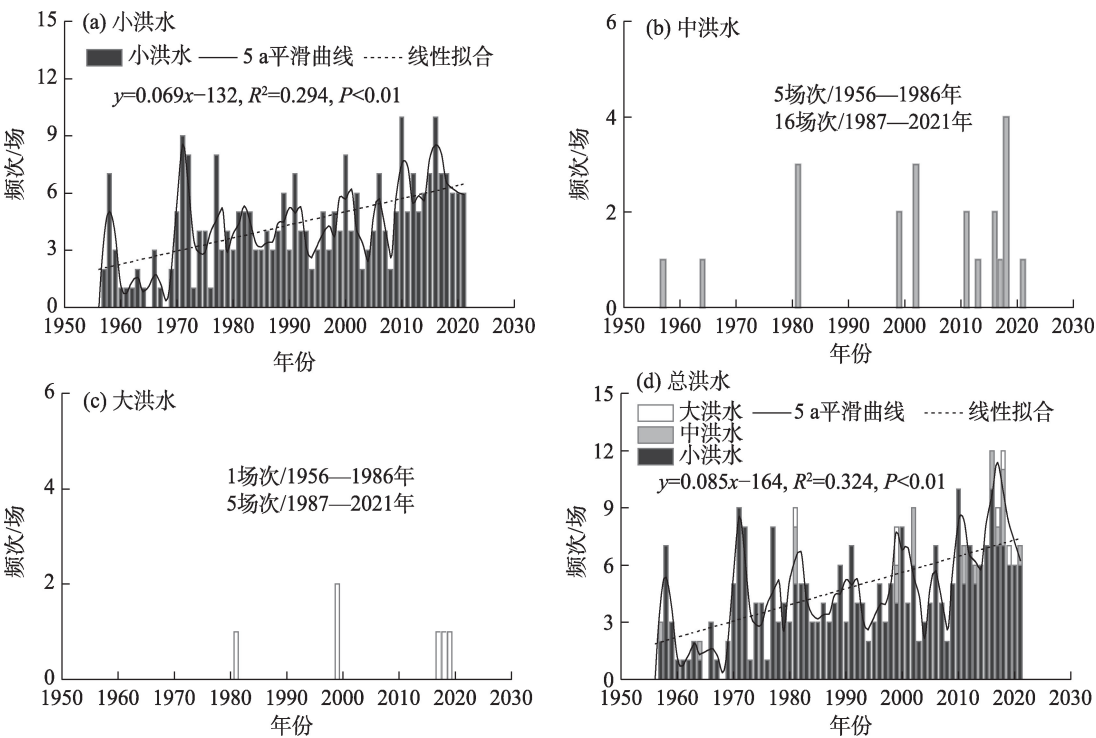 (a) 小洪水
小洪水 5 a平滑曲线 线性拟合
y=0.069x−132, R²=0.294, P<0.01
15
12
9
6
3
0
频次/场
1950 1960 1970 1980 1990 2000 2010 2020 2030
年份
(b) 中洪水
5场次/1956—1986年
16场次/1987—2021年
6
4
2
0
频次/场
1950 1960 1970 1980 1990 2000 2010 2020 2030
年份
(c) 大洪水
1场次/1956—1986年
5场次/1987—2021年
6
4
2
0
频次/场
1950 1960 1970 1980 1990 2000 2010 2020 2030
年份
(d) 总洪水
大洪水 5 a平滑曲线 线性拟合
中洪水
小洪水
y=0.085x−164, R²=0.324, P<0.01
15
12
9
6
3
0
频次/场
1950 1960 1970 1980 1990 2000 2010 2020 2030
年份